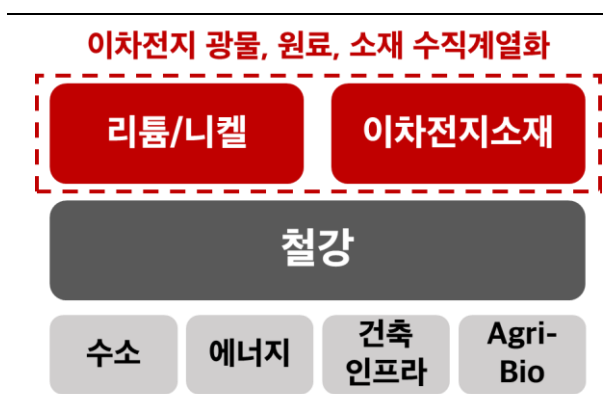 이차전지 광물, 원료, 소재 수직계열화
리튬/니켈
이차전지소재
철강
수소
에너지
건축
인프라
Agri-
Bio